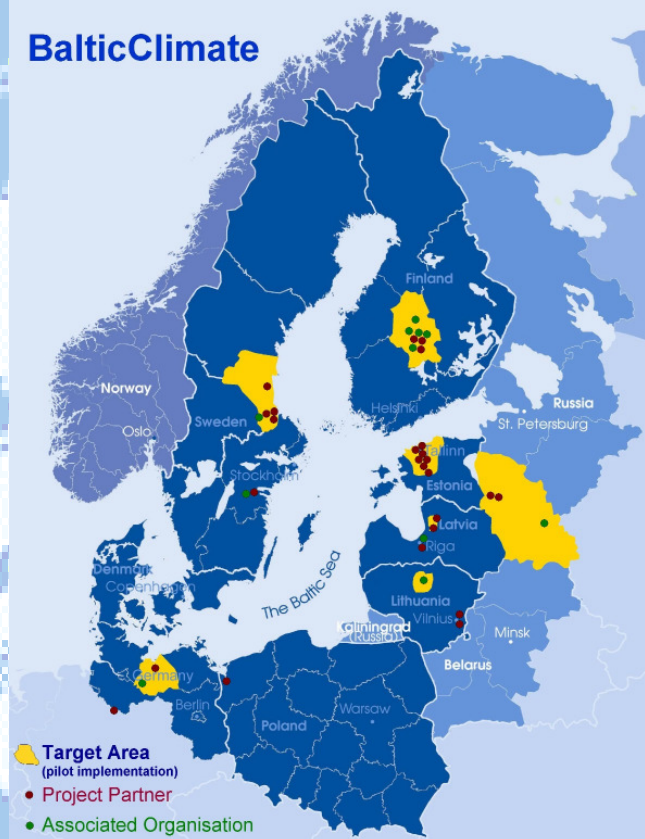 BalticClimate
Finland
Norway
Oslo
Sweden
Helsinki
Russia
St. Petersburg
Tallinn
Stockholm
Estonia
Latvia
Riga
Denmark
Copenhagen
The Baltic Sea
Lithuania
Vilnius
Kaliningrad
(Russia)
Minsk
Belarus
Germany
Berlin
Poland
Warsaw
Target Area
(pilot implementation)
Project Partner
Associated Organisation